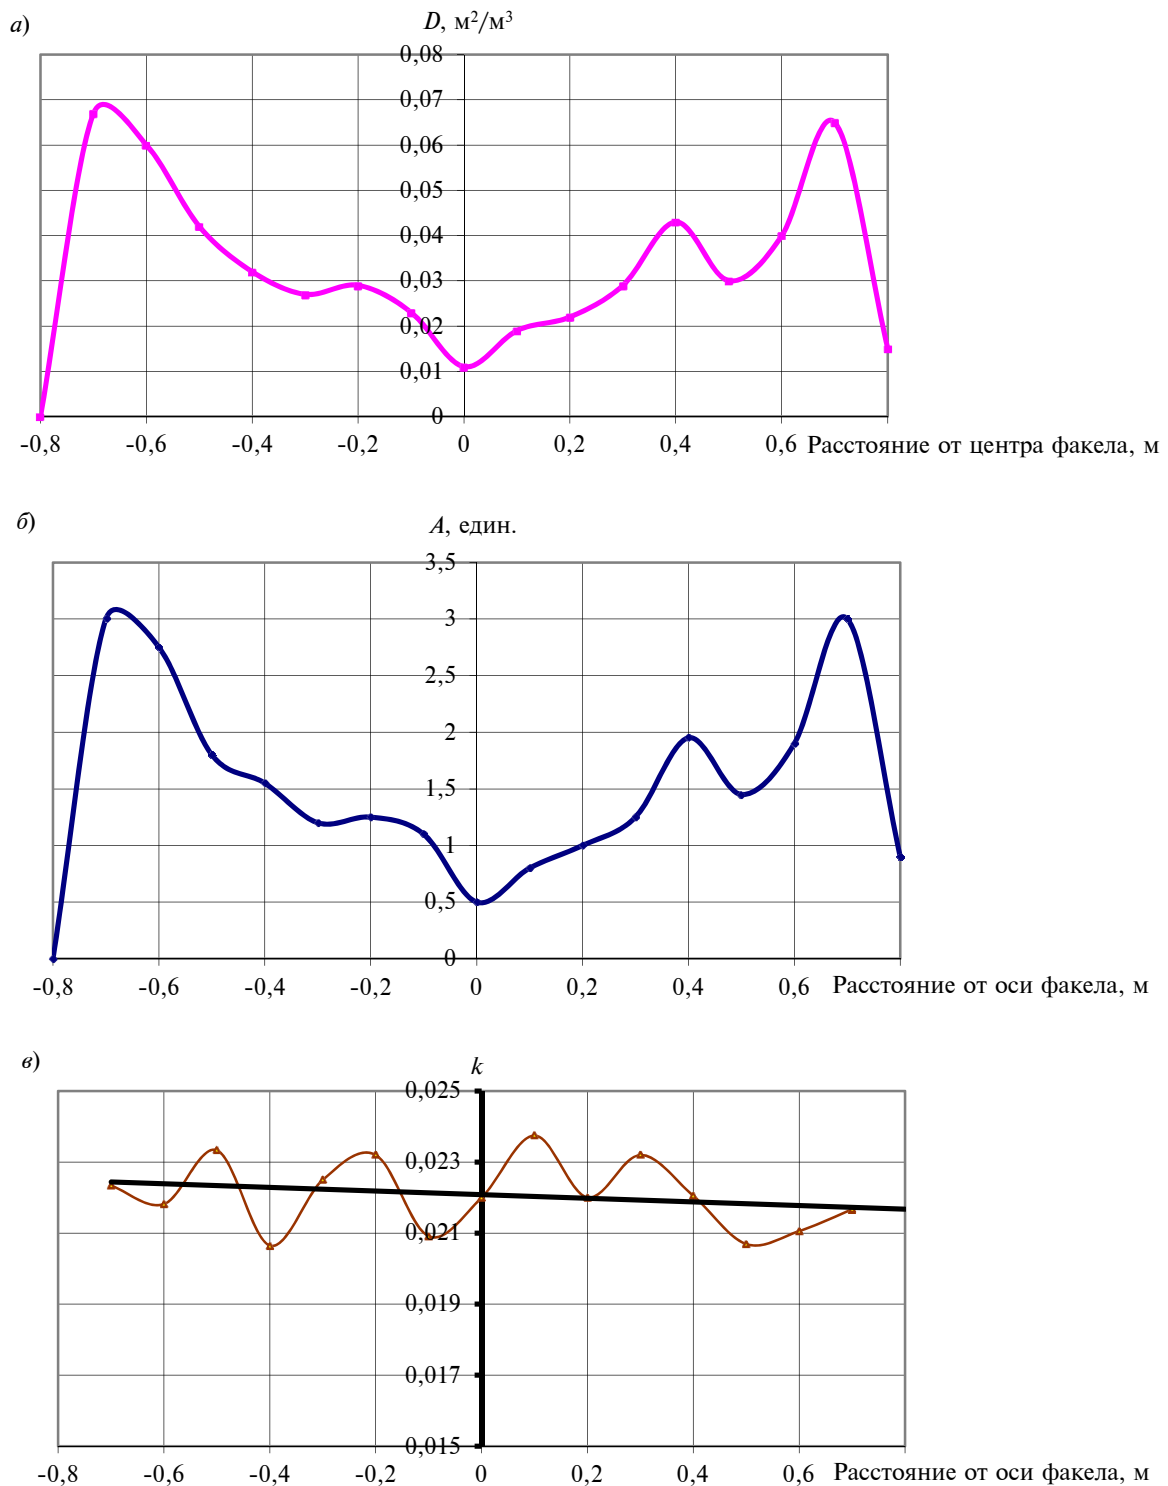 а)
D, м²/м³
0,08
0,07
0,06
0,05
0,04
0,03
0,02
0,01
0
-0,8 -0,6 -0,4 -0,2 0 0,2 0,4 0,6 Расстояние от центра факела, м
б)
A, един.
3,5
3
2,5
2
1,5
1
0,5
0
-0,8 -0,6 -0,4 -0,2 0 0,2 0,4 0,6 Расстояние от оси факела, м
в)
k
0,025
0,023
0,021
0,019
0,017
0,015
-0,8 -0,6 -0,4 -0,2 0 0,2 0,4 0,6 Расстояние от оси факела, м